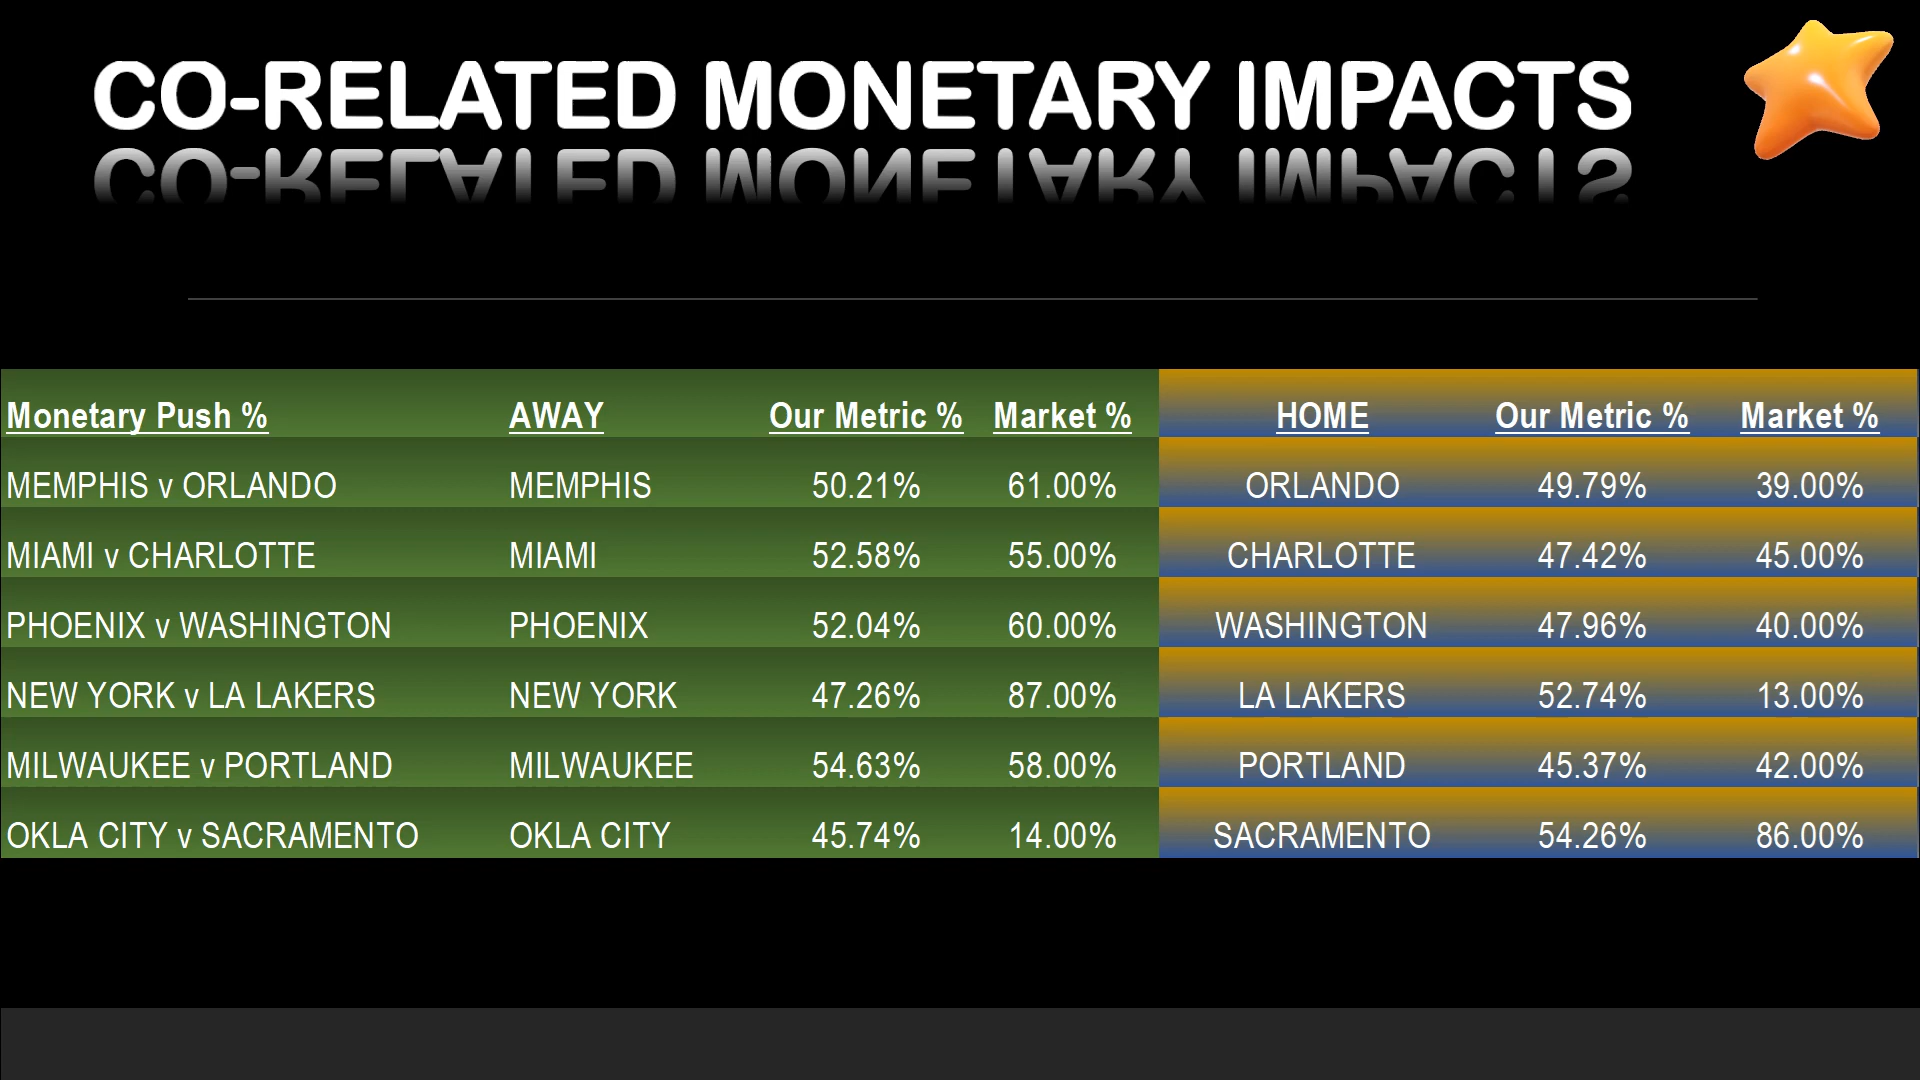 CO-RELATED MONETARY IMPACTS
Monetary Push % AWAY Our Metric % Market % HOME Our Metric % Market %
MEMPHIS v ORLANDO MEMPHIS 50.21% 61.00% ORLANDO 49.79% 39.00%
MIAMI v CHARLOTTE MIAMI 52.58% 55.00% CHARLOTTE 47.42% 45.00%
PHOENIX v WASHINGTON PHOENIX 52.04% 60.00% WASHINGTON 47.96% 40.00%
NEW YORK v LA LAKERS NEW YORK 47.26% 87.00% LA LAKERS 52.74% 13.00%
MILWAUKEE v PORTLAND MILWAUKEE 54.63% 58.00% PORTLAND 45.37% 42.00%
OKLA CITY v SACRAMENTO OKLA CITY 45.74% 14.00% SACRAMENTO 54.26% 86.00%